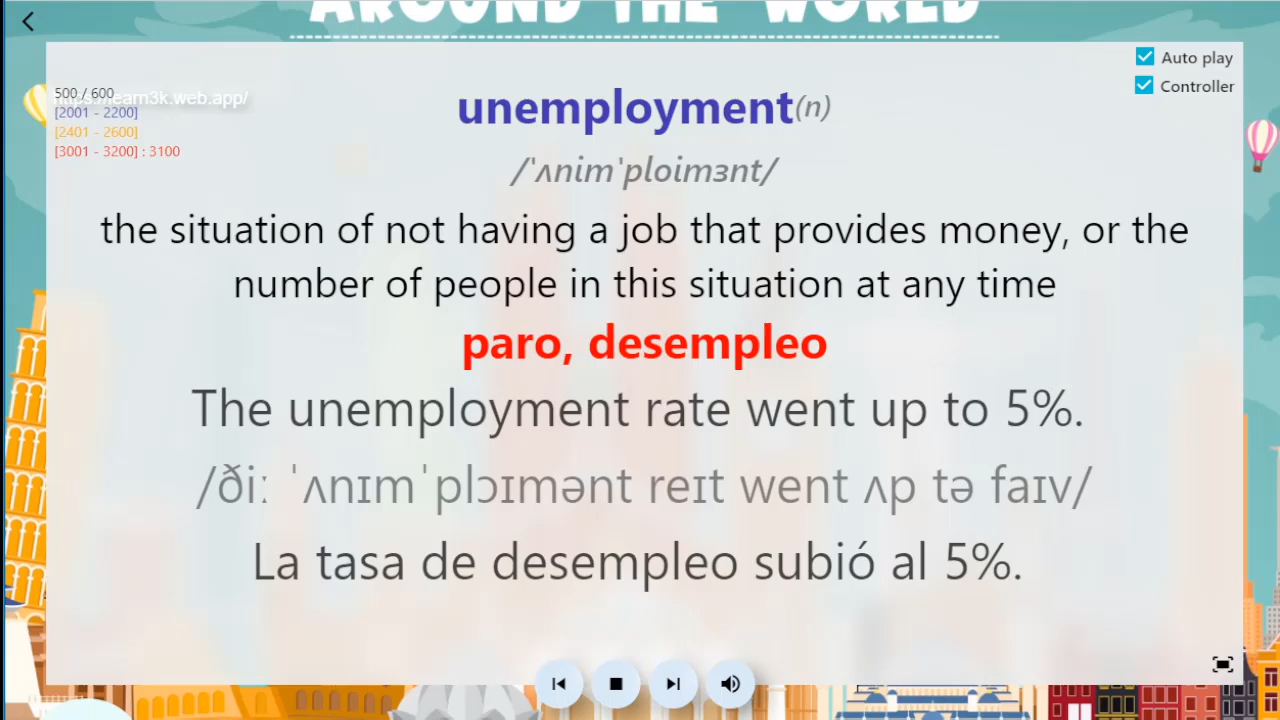 AROUND THE WORLD
Auto play
Controller
500 / 600
https://learn3k.web.app/
[2001 - 2200]
[2401 - 2600]
[3001 - 3200] : 3100
unemployment(n)
/ˈʌnimˈploimɜnt/
the situation of not having a job that provides money, or the
number of people in this situation at any time
paro, desempleo
The unemployment rate went up to 5%.
/ðiː ˈʌnɪmˈplɔɪmənt reɪt went ʌp tə faɪv/
La tasa de desempleo subió al 5%.